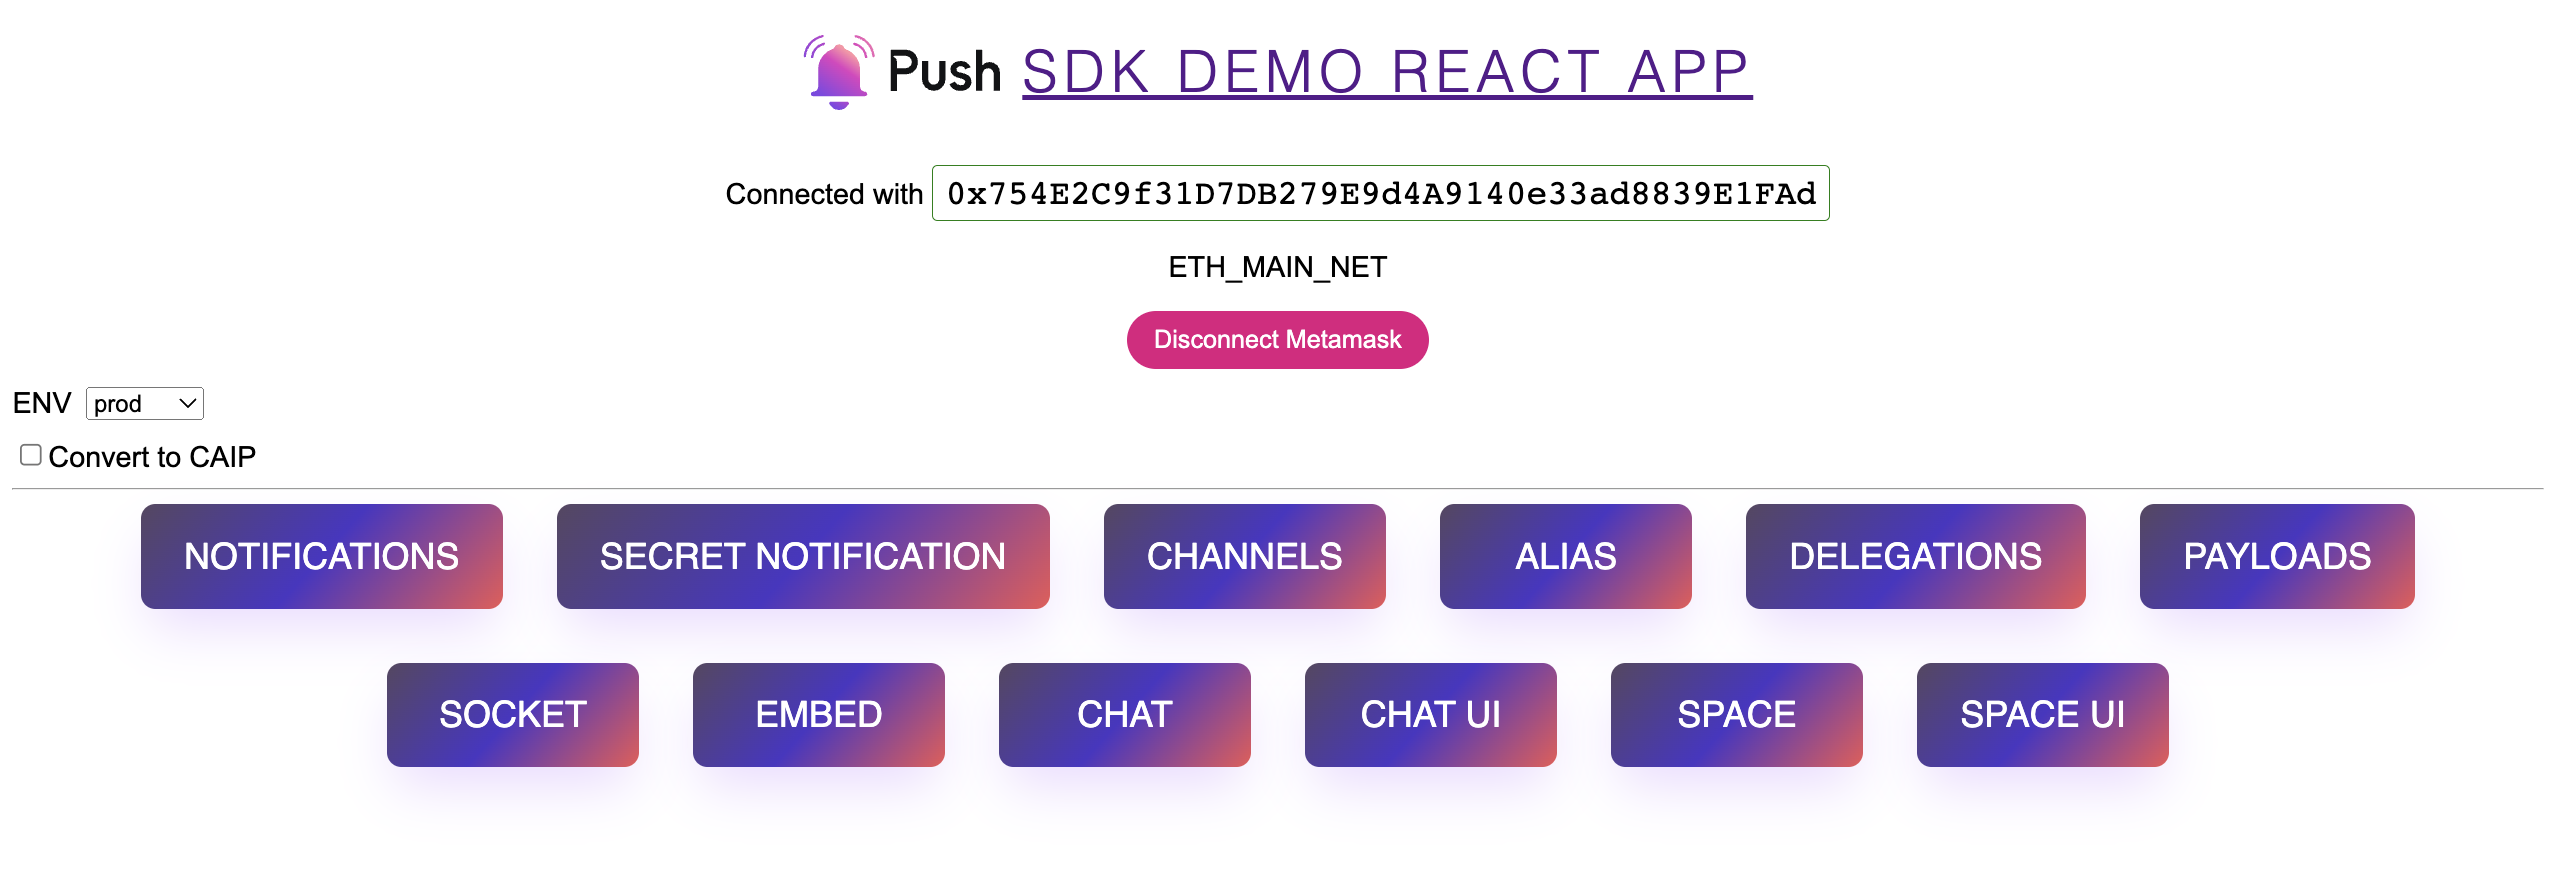 Push SDK DEMO REACT APP
Connected with 0x754E2C9f31D7DB279E9d4A9140e33ad8839E1FAd
ETH_MAIN_NET
Disconnect Metamask
ENV prod
Convert to CAIP
NOTIFICATIONS SECRET NOTIFICATION CHANNELS ALIAS DELEGATIONS PAYLOADS
SOCKET EMBED CHAT CHAT UI SPACE SPACE UI